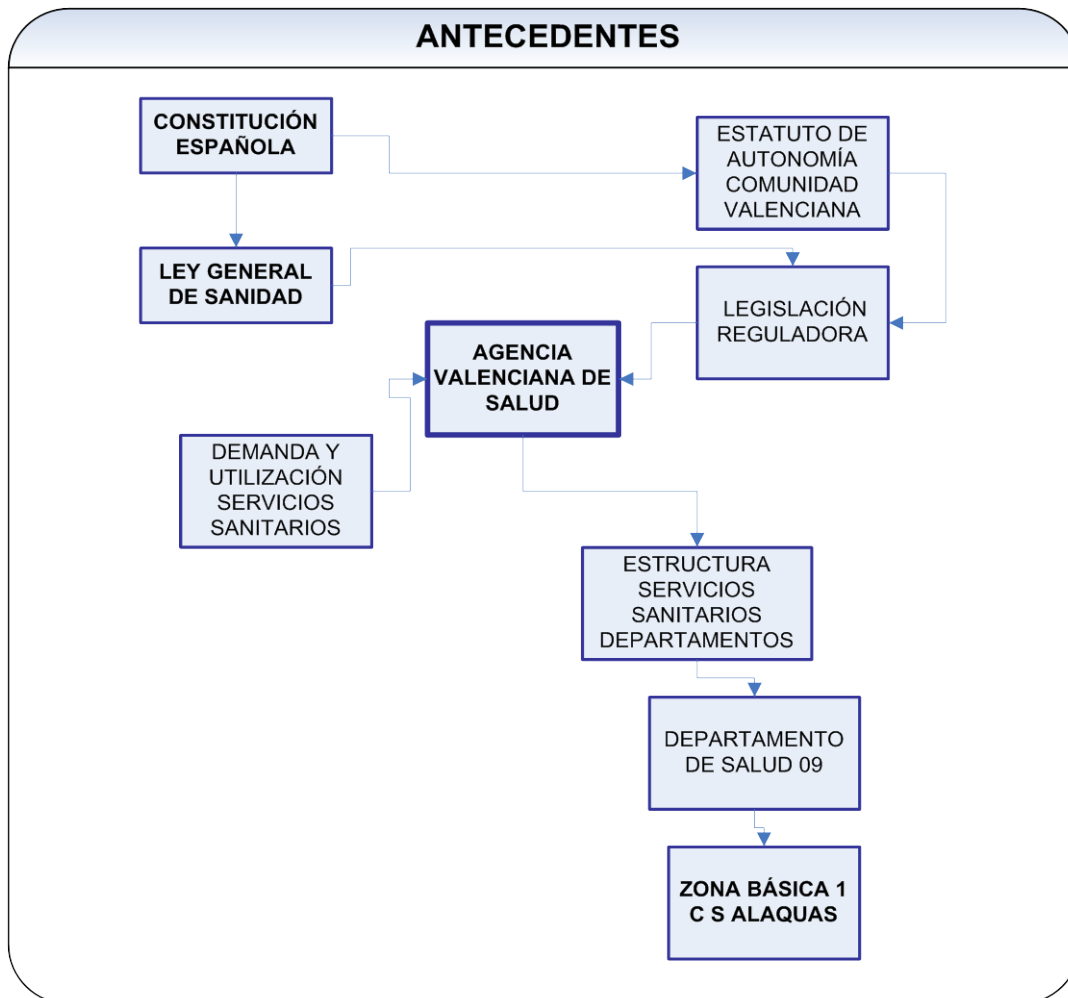 ANTECEDENTES
CONSTITUCIÓN
ESPAÑOLA
ESTATUTO DE
AUTONOMÍA
COMUNIDAD
VALENCIANA
LEY GENERAL
DE SANIDAD
LEGISLACIÓN
REGULADORA
AGENCIA
VALENCIANA DE
SALUD
DEMANDA Y
UTILIZACIÓN
SERVICIOS
SANITARIOS
ESTRUCTURA
SERVICIOS
SANITARIOS
DEPARTAMENTOS
DEPARTAMENTO
DE SALUD 09
ZONA BÁSICA 1
C S ALAQUAS